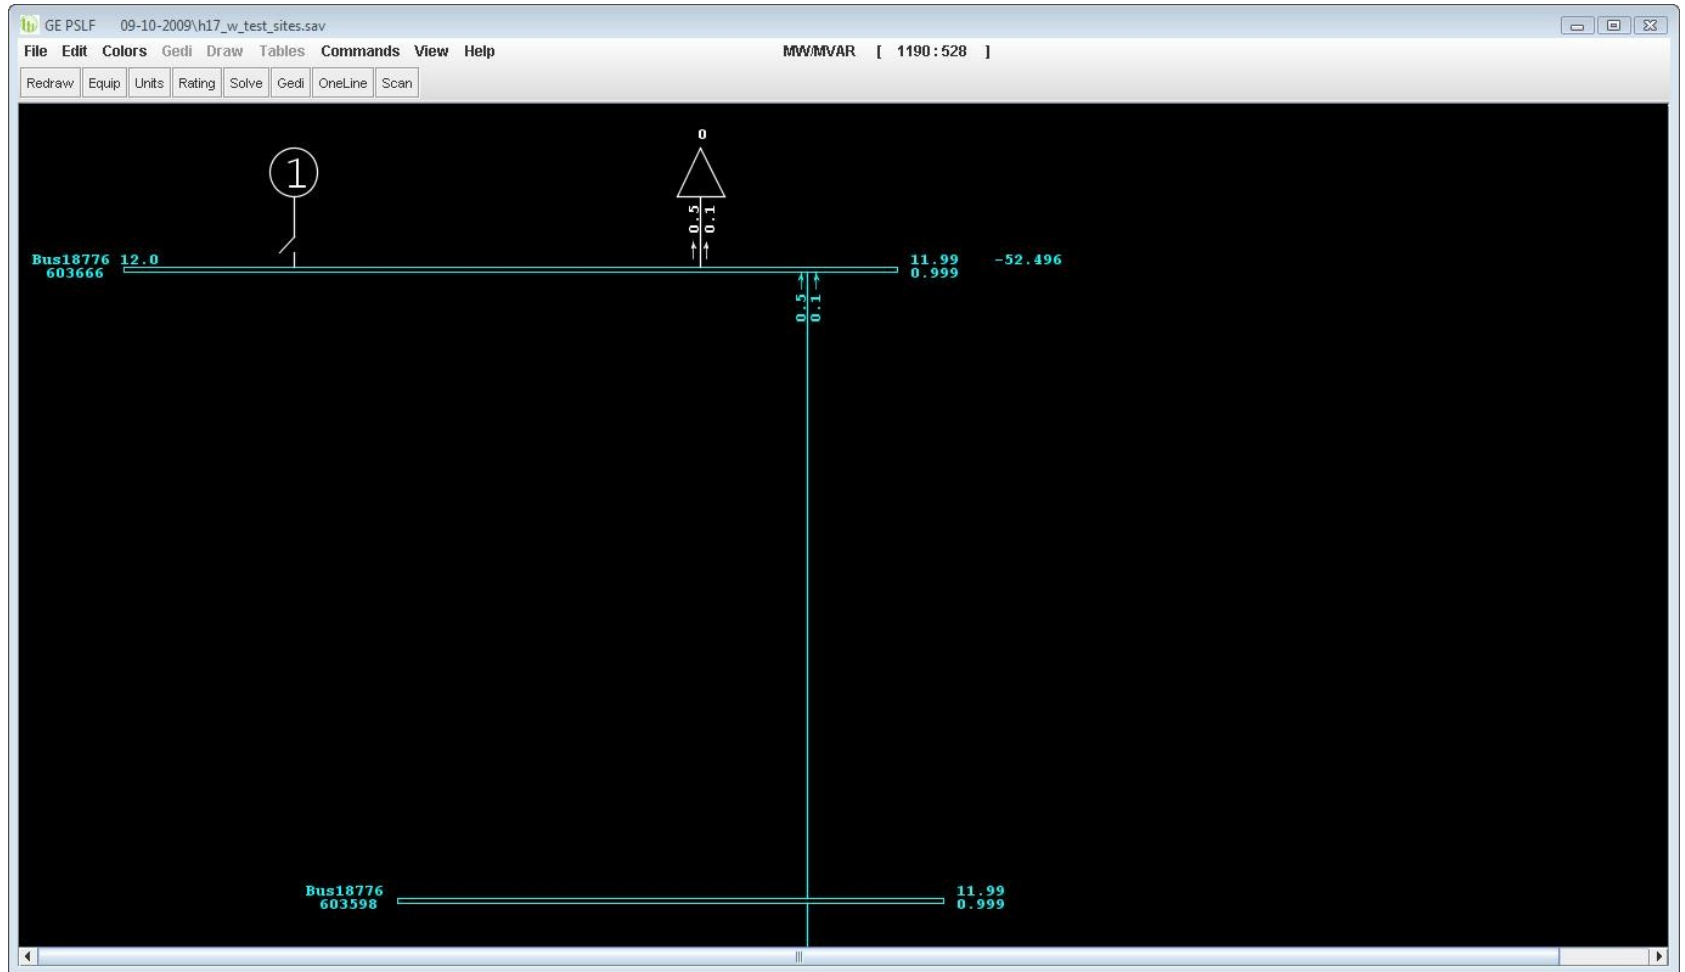 GE PSLF 09-10-2009\h17_w_test_sites.sav
File Edit Colors Gedi Draw Tables Commands View Help MW/MVAR [ 1190:528 ]
Redraw Equip Units Rating Solve Gedi OneLine Scan
0
1
0.5 0.1
Bus18776 12.0 11.99 -52.496
603666 0.999
0.5 0.1
Bus18776 11.99
603598 0.999